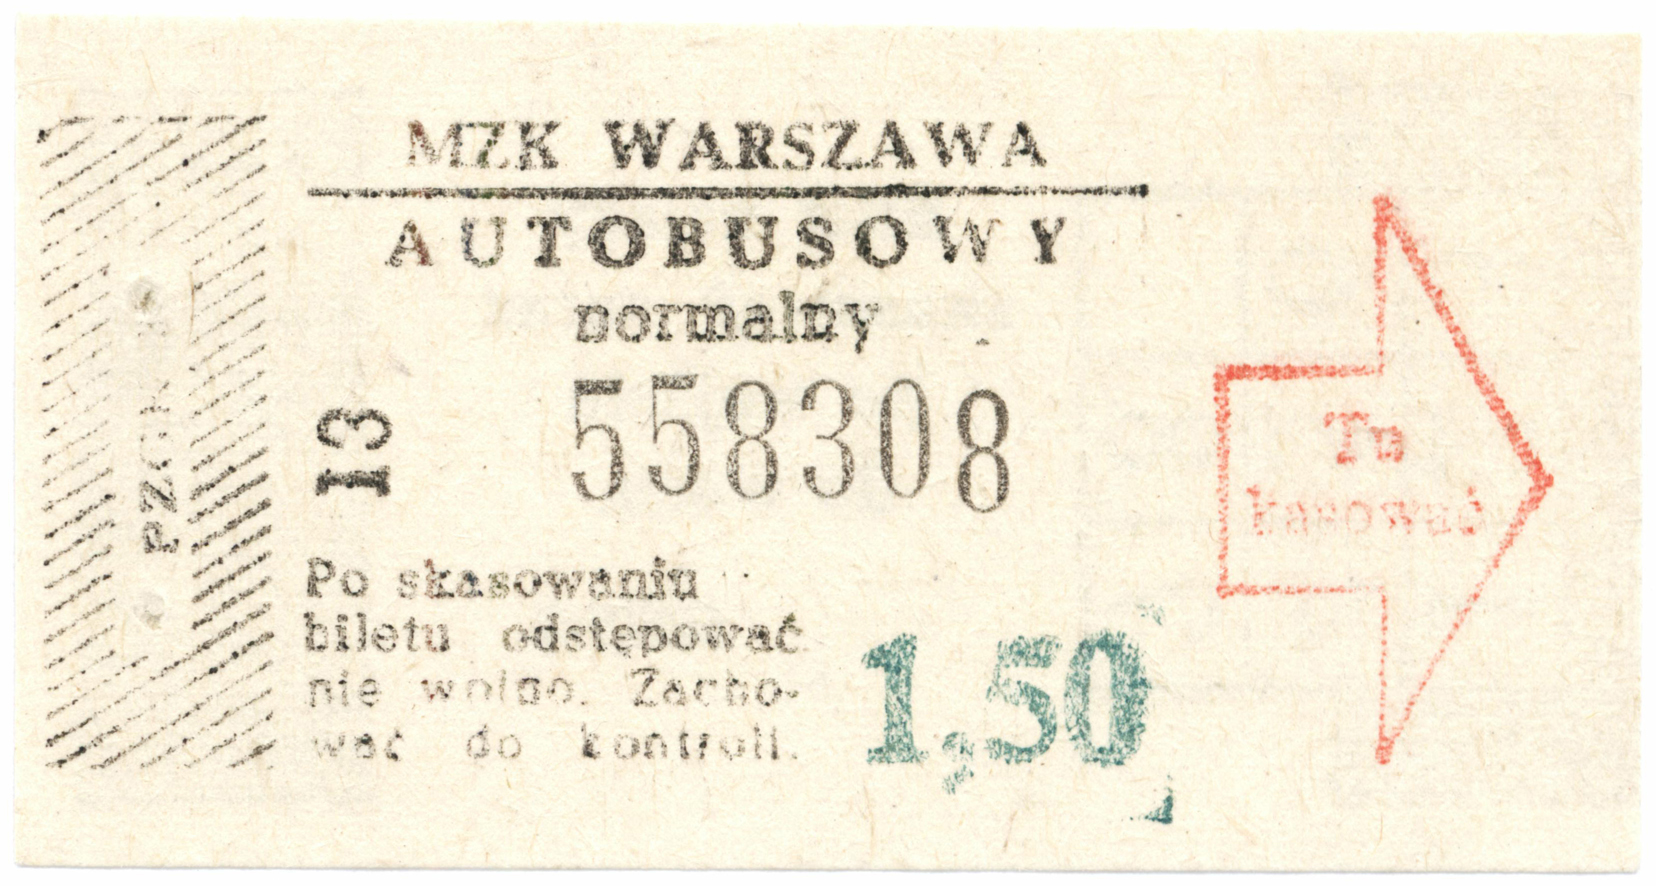 MZK WARSZAWA
AUTOBUSOWY
normalny
13
558308
Po skasowaniu
biletu odstępować
nie wolno. Zacho-
wać do kontroli.
1,50
Tu
kasować